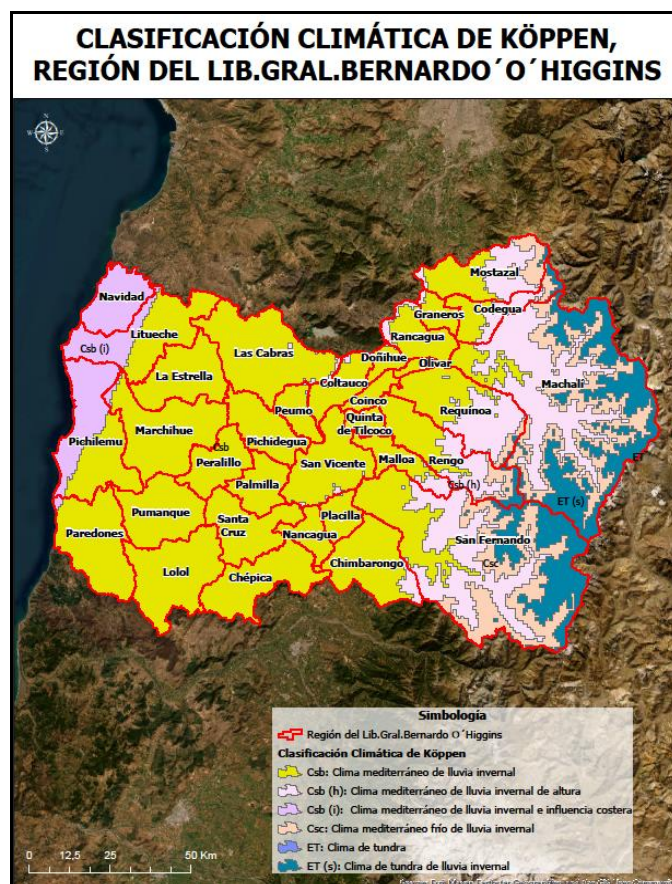 CLASIFICACIÓN CLIMÁTICA DE KÖPPEN,
REGIÓN DEL LIB.GRAL.BERNARDO´O´HIGGINS
N
W E
S
Mostazal
Navidad
Codegua
Graneros
Litueche
Rancagua
Csb (i)
Las Cabras
Doñihue
Olivar
Machalí
La Estrella
Coltauco
Coinco
Peumo
Requinoa
Pichilemu
Marchihue
Quinta
de Tilcoco
Csb
Pichidegua
Peralillo
San Vicente
Malloa
Rengo
ET
Palmilla
Csb (h)
ET (s)
Pumanque
Santa
Cruz
Placilla
Paredones
Nancagua
San Fernando
Lolol
Chépica
Chimbarongo
Csc
Simbología
Región del Lib.Gral.Bernardo O´Higgins
Clasificación Climática de Köppen
Csb: Clima mediterráneo de lluvia invernal
Csb (h): Clima mediterráneo de lluvia invernal de altura
Csb (i): Clima mediterráneo de lluvia invernal e influencia costera
Csc: Clima mediterráneo frío de lluvia invernal
ET: Clima de tundra
ET (s): Clima de tundra de lluvia invernal
0 12,5 25 50 Km